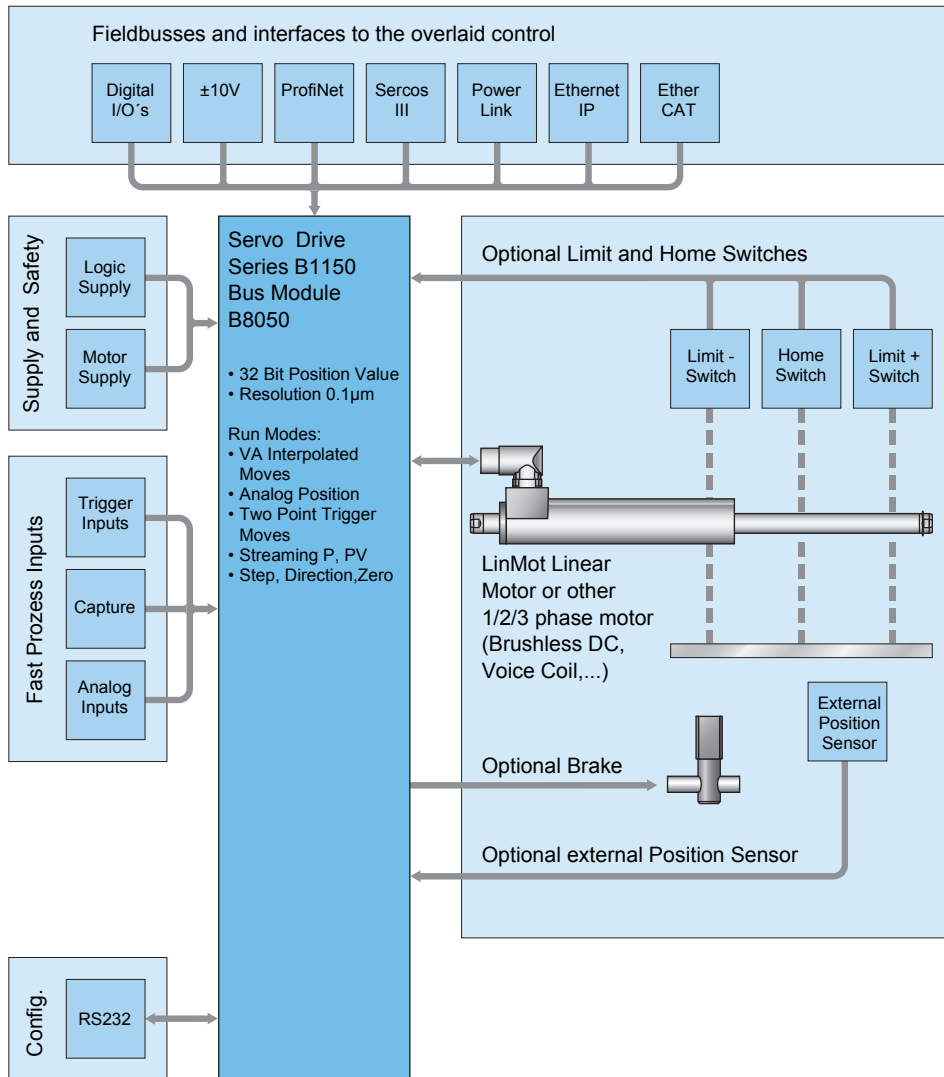 Fieldbusses and interfaces to the overlaid control
Digital
I/O´s
±10V
ProfiNet
Sercos
III
Power
Link
Ethernet
IP
Ether
CAT
Supply and Safety
Logic
Supply
Motor
Supply
Fast Prozess Inputs
Trigger
Inputs
Capture
Analog
Inputs
Config.
RS232
Servo Drive
Series B1150
Bus Module
B8050
• 32 Bit Position Value
• Resolution 0.1µm
Run Modes:
• VA Interpolated
Moves
• Analog Position
• Two Point Trigger
Moves
• Streaming P, PV
• Step, Direction,Zero
Optional Limit and Home Switches
Limit -
Switch
Home
Switch
Limit +
Switch
LinMot Linear
Motor or other
1/2/3 phase motor
(Brushless DC,
Voice Coil,...)
External
Position
Sensor
Optional Brake
Optional external Position Sensor